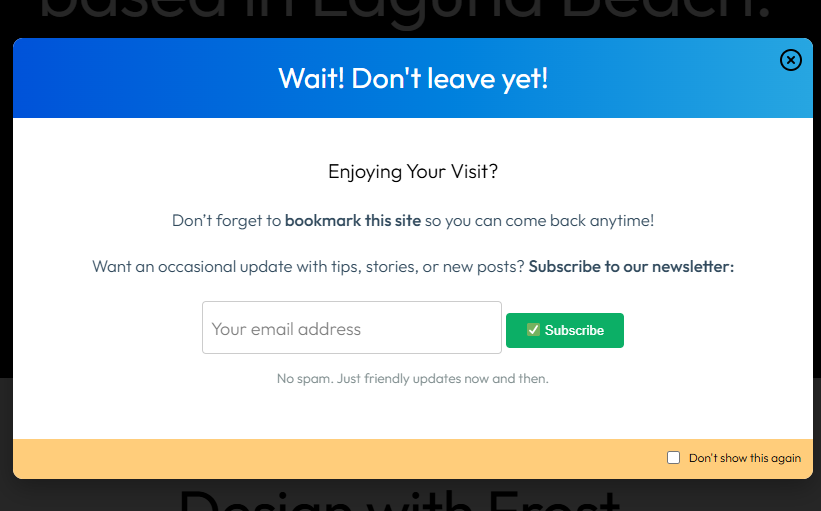 based in Laguna Beach.
Wait! Don't leave yet!
Enjoying Your Visit?
Don’t forget to bookmark this site so you can come back anytime!
Want an occasional update with tips, stories, or new posts? Subscribe to our newsletter:
Your email address
✅ Subscribe
No spam. Just friendly updates now and then.
Don't show this again
Design with Frost